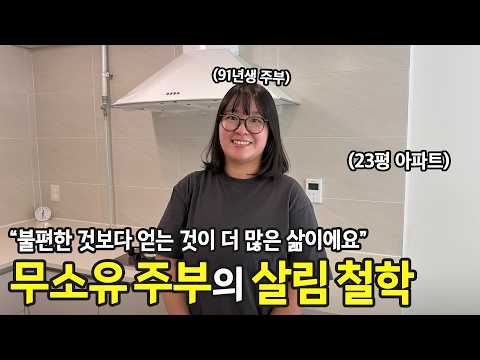 (91년생 주부)
(23평 아파트)
“불편한 것보다 얻는 것이 더 많은 삶이에요”
무소유 주부의 살림 철학